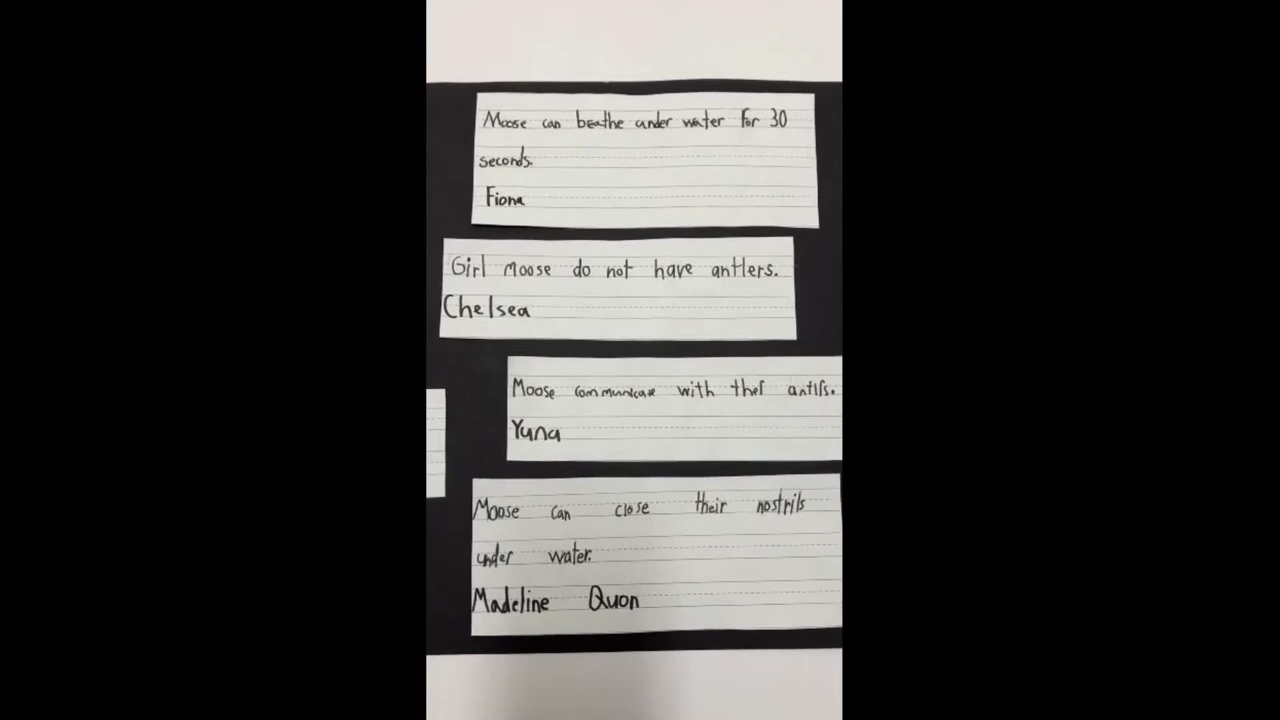 Moose can beathe under water for 30
seconds.
Fiona
Girl moose do not have antlers.
Chelsea
Moose communicate with ther antlrs.
Yuna
Moose can close their nostrils
under water.
Madeline Quon